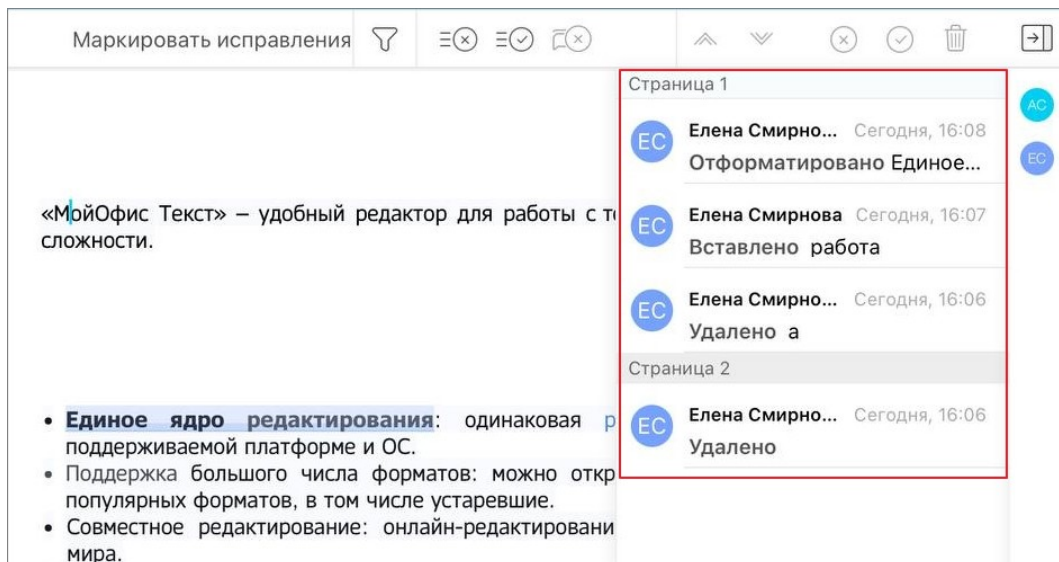 Маркировать исправления
Страница 1
ЕС Елена Смирно... Сегодня, 16:08
Отформатировано Единое...
ЕС Елена Смирнова Сегодня, 16:07
Вставлено работа
ЕС Елена Смирно... Сегодня, 16:06
Удалено а
Страница 2
ЕС Елена Смирно... Сегодня, 16:06
Удалено
АС
ЕС
«МойОфис Текст» – удобный редактор для работы с т
сложности.
• Единое ядро редактирования: одинаковая р
поддерживаемой платформе и ОС.
• Поддержка большого числа форматов: можно откр
популярных форматов, в том числе устаревшие.
• Совместное редактирование: онлайн-редактировани
мира.